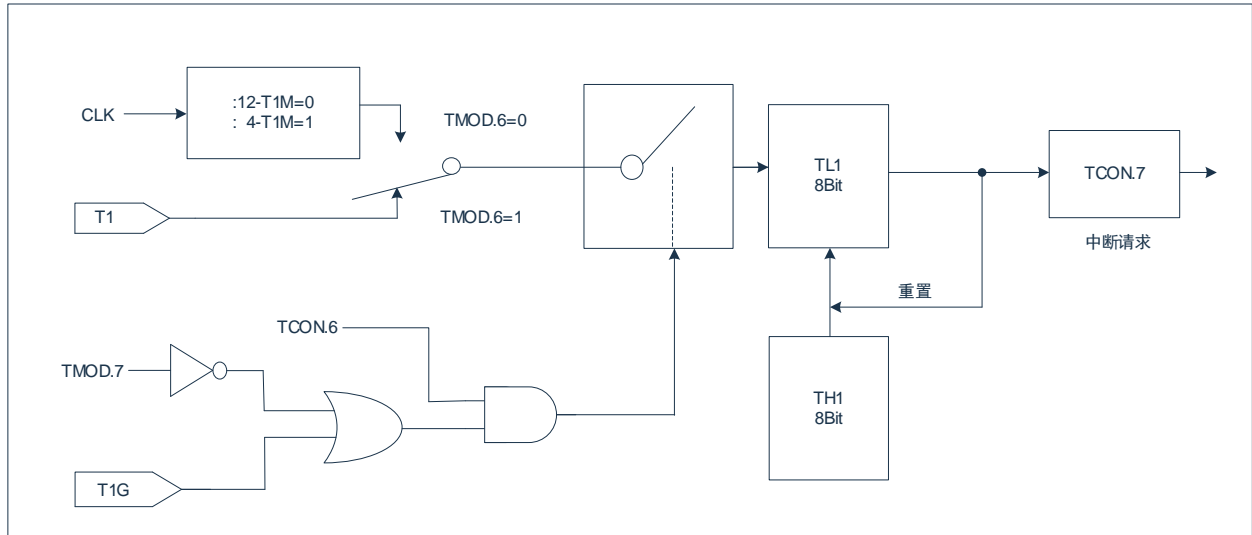 CLK
:12-T1M=0
: 4-T1M=1
TMOD.6=0
T1
TMOD.6=1
TL1
8Bit
TCON.7
中断请求
重置
TCON.6
TMOD.7
TH1
8Bit
T1G